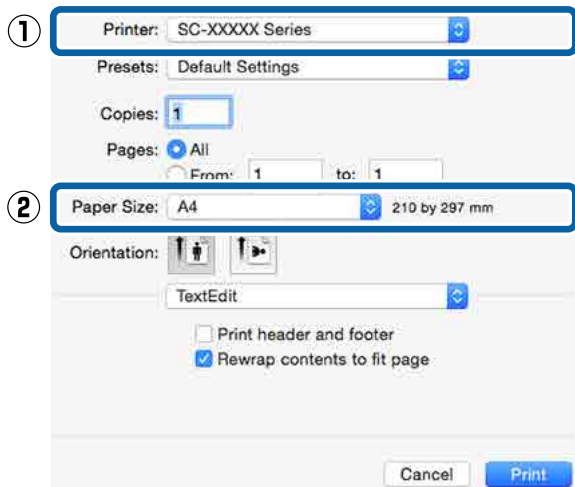 ① Printer: SC-XXXXX Series
Presets: Default Settings
Copies: 1
Pages: All
From: 1 to: 1
② Paper Size: A4 210 by 297 mm
Orientation:
TextEdit
Print header and footer
Rewrap contents to fit page
Cancel Print